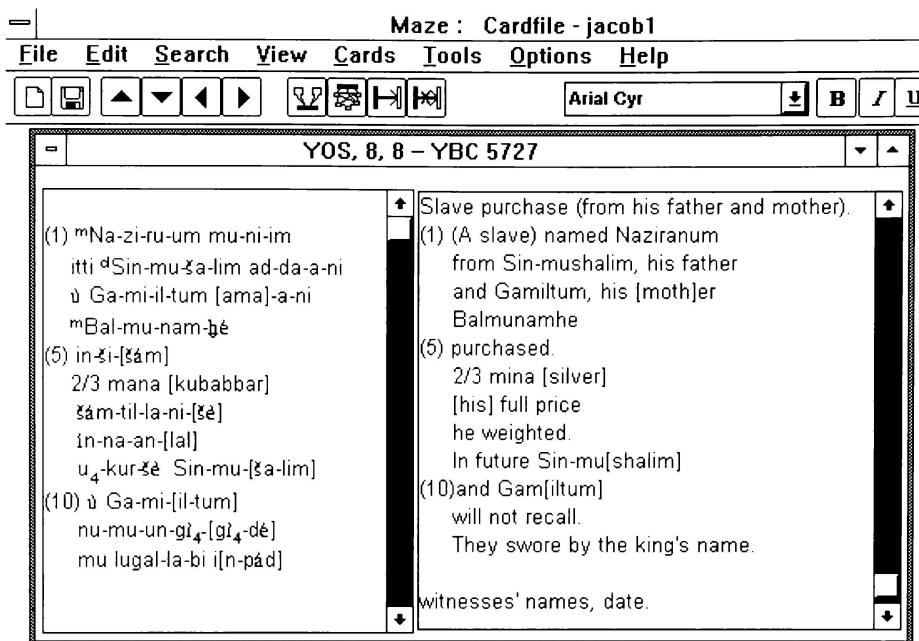 Maze : Cardfile - jacob1
File Edit Search View Cards Tools Options Help
Arial Cyr B I U
YOS, 8, 8 – YBC 5727
(1) ᵐNa-zi-ru-um mu-ni-im
itti ᵈSin-mu-ša-lim ad-da-a-ni
ù Ga-mi-il-tum [ama]-a-ni
ᵐBal-mu-nam-ḫé
(5) in-ši-[šám]
2/3 mana [kubabbar]
šám-til-la-ni-[šè]
ín-na-an-[lal]
u₄-kur-šè Sin-mu-[ša-lim]
(10) ù Ga-mi-[il-tum]
nu-mu-un-gì₄-[gì₄-dé]
mu lugal-la-bi i[n-pád]
Slave purchase (from his father and mother).
(1) (A slave) named Naziranum
from Sin-mushalim, his father
and Gamiltum, his [moth]er
Balmunamhe
(5) purchased.
2/3 mina [silver]
[his] full price
he weighted.
In future Sin-mu[shalim]
(10)and Gam[iltum]
will not recall.
They swore by the king's name.
witnesses' names, date.